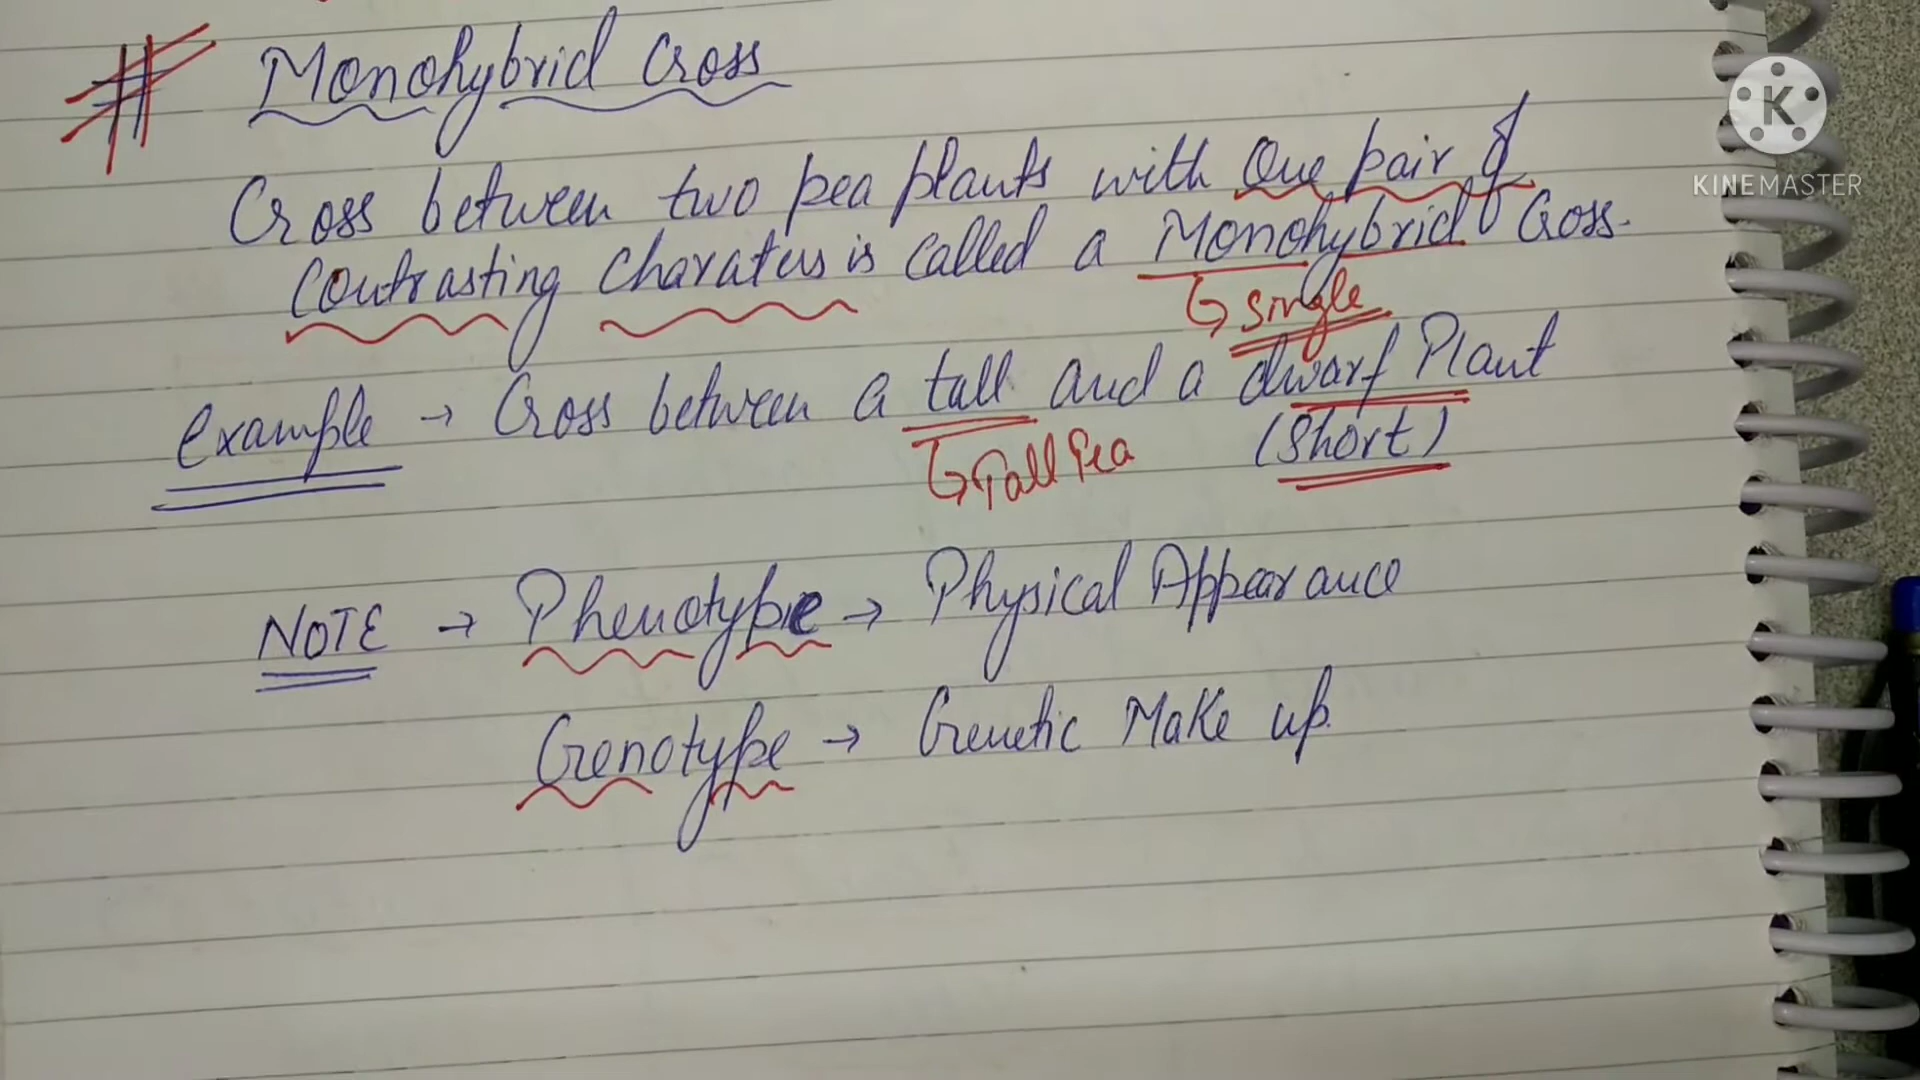 # Monohybrid Cross
Cross between two pea plants with one pair of
Contrasting Charaters is called a Monohybrid Cross.
↳ Single
Example → Cross between a tall and a dwarf Plant
↳ Tall Pea (Short)
NOTE → Phenotype → Physical Appearance
Genotype → Genetic Make up.
K
KINEMASTER